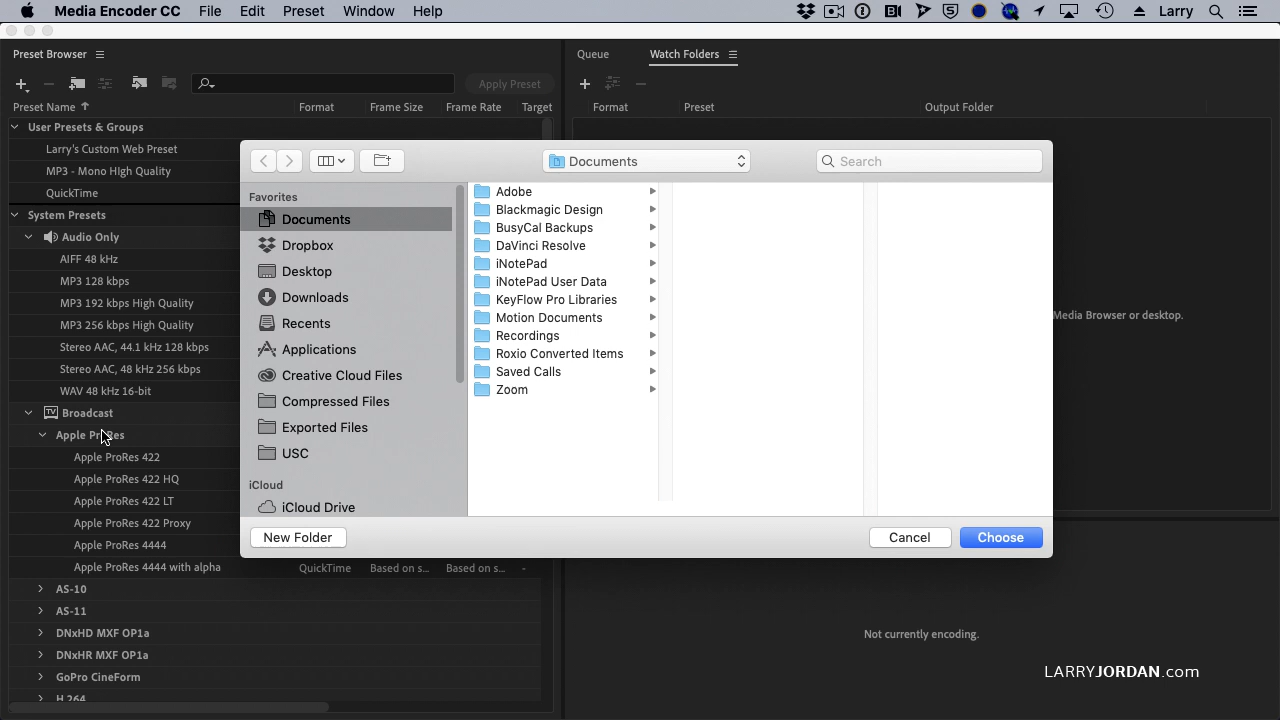 Media Encoder CC File Edit Preset Window Help Larry
Preset Browser
Apply Preset
Preset Name Format Frame Size Frame Rate Target
User Presets & Groups
Larry's Custom Web Preset
MP3 - Mono HIgh Quality
QuickTime
System Presets
Audio Only
AIFF 48 kHz
MP3 128 kbps
MP3 192 kbps High Quality
MP3 256 kbps High Quality
Stereo AAC, 44.1 kHz 128 kbps
Stereo AAC, 48 kHz 256 kbps
WAV 48 kHz 16-bit
TV Broadcast
Apple ProRes
Apple ProRes 422
Apple ProRes 422 HQ
Apple ProRes 422 LT
Apple ProRes 422 Proxy
Apple ProRes 4444
Apple ProRes 4444 with alpha QuickTime Based on s... Based on s... -
AS-10
AS-11
DNxHD MXF OP1a
DNxHR MXF OP1a
GoPro CineForm
H.264
Queue Watch Folders
Format Preset Output Folder
Media Browser or desktop.
Documents
Search
Favorites
Documents
Dropbox
Desktop
Downloads
Recents
Applications
Creative Cloud Files
Compressed Files
Exported Files
USC
iCloud
iCloud Drive
Adobe
Blackmagic Design
BusyCal Backups
DaVinci Resolve
iNotePad
iNotePad User Data
KeyFlow Pro Libraries
Motion Documents
Recordings
Roxio Converted Items
Saved Calls
Zoom
New Folder Cancel Choose
Not currently encoding.
LARRYJORDAN.com